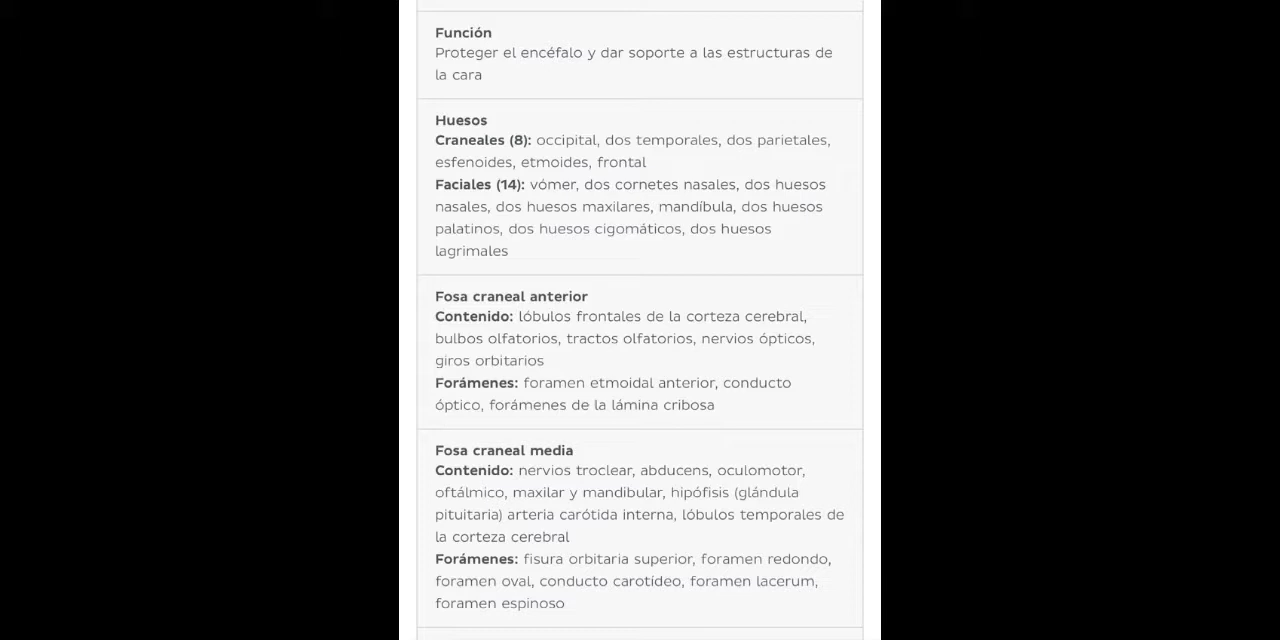 Función
Proteger el encéfalo y dar soporte a las estructuras de
la cara
Huesos
Craneales (8): occipital, dos temporales, dos parietales,
esfenoides, etmoides, frontal
Faciales (14): vómer, dos cornetes nasales, dos huesos
nasales, dos huesos maxilares, mandíbula, dos huesos
palatinos, dos huesos cigomáticos, dos huesos
lagrimales
Fosa craneal anterior
Contenido: lóbulos frontales de la corteza cerebral,
bulbos olfatorios, tractos olfatorios, nervios ópticos,
giros orbitarios
Forámenes: foramen etmoidal anterior, conducto
óptico, forámenes de la lámina cribosa
Fosa craneal media
Contenido: nervios troclear, abducens, oculomotor,
oftálmico, maxilar y mandibular, hipófisis (glándula
pituitaria) arteria carótida interna, lóbulos temporales de
la corteza cerebral
Forámenes: fisura orbitaria superior, foramen redondo,
foramen oval, conducto carotídeo, foramen lacerum,
foramen espinoso